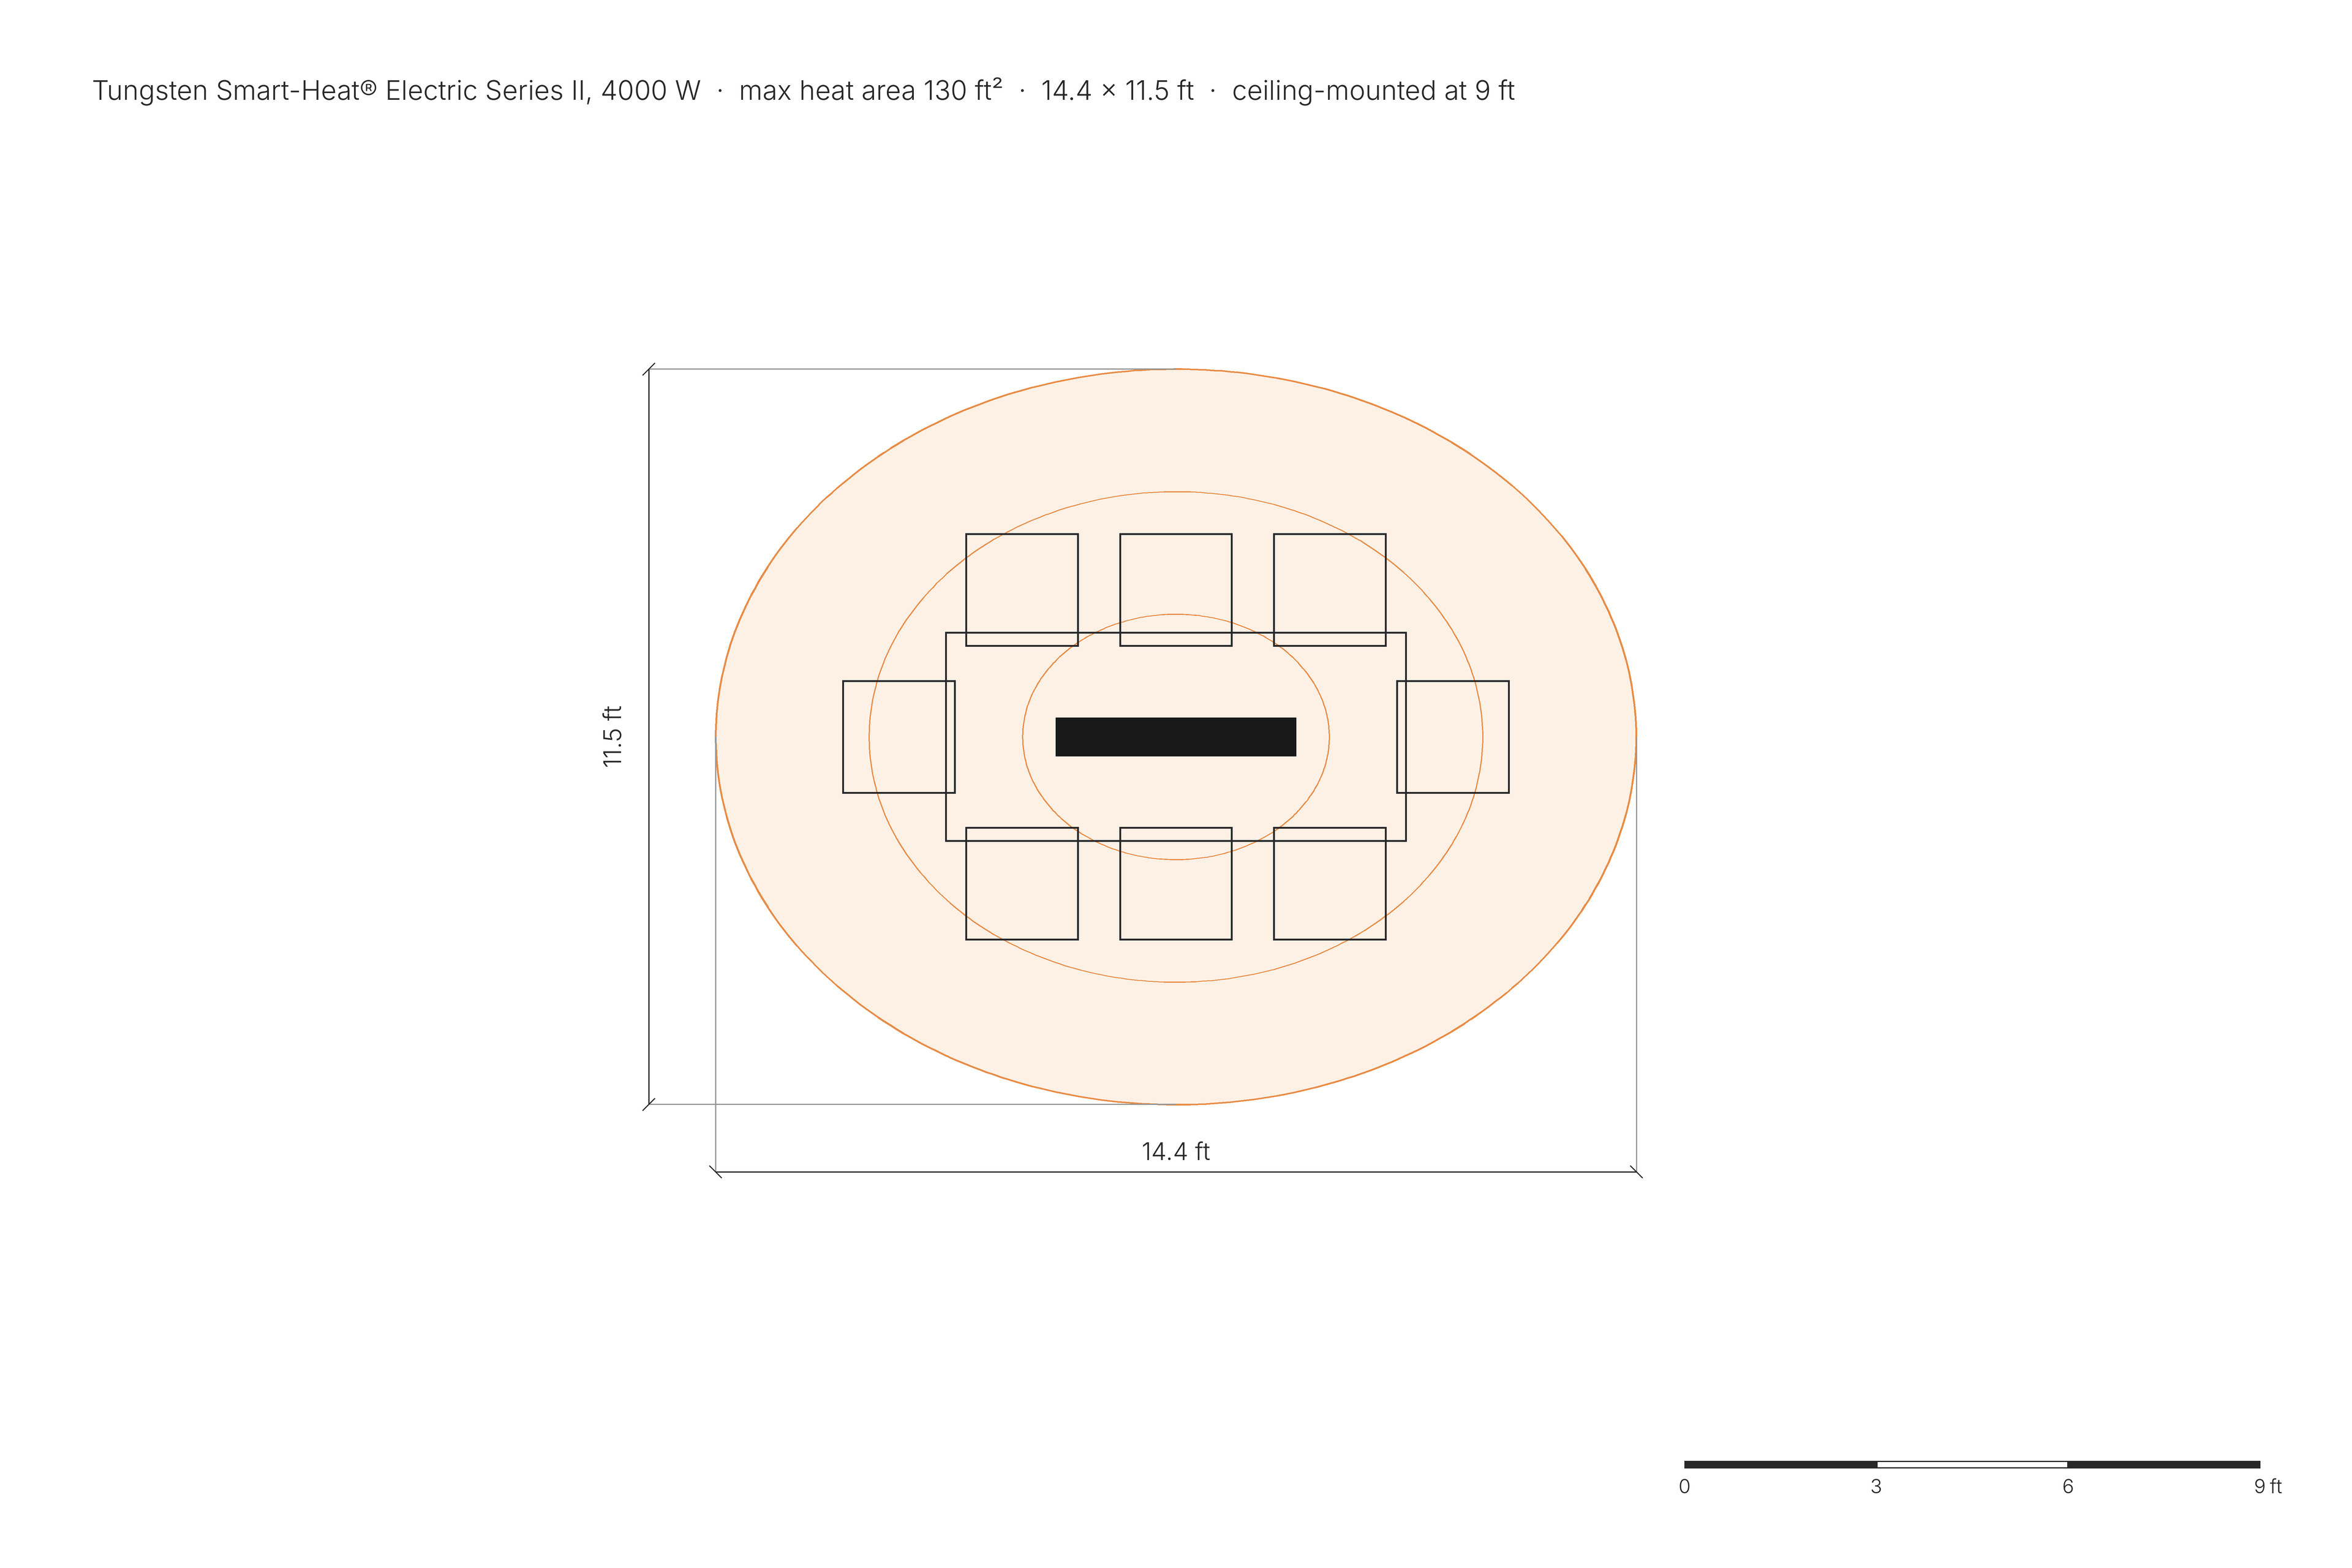 Tungsten Smart-Heat® Electric Series II, 4000 W · max heat area 130 ft² · 14.4 × 11.5 ft · ceiling-mounted at 9 ft
11.5 ft
14.4 ft
0 3 6 9 ft